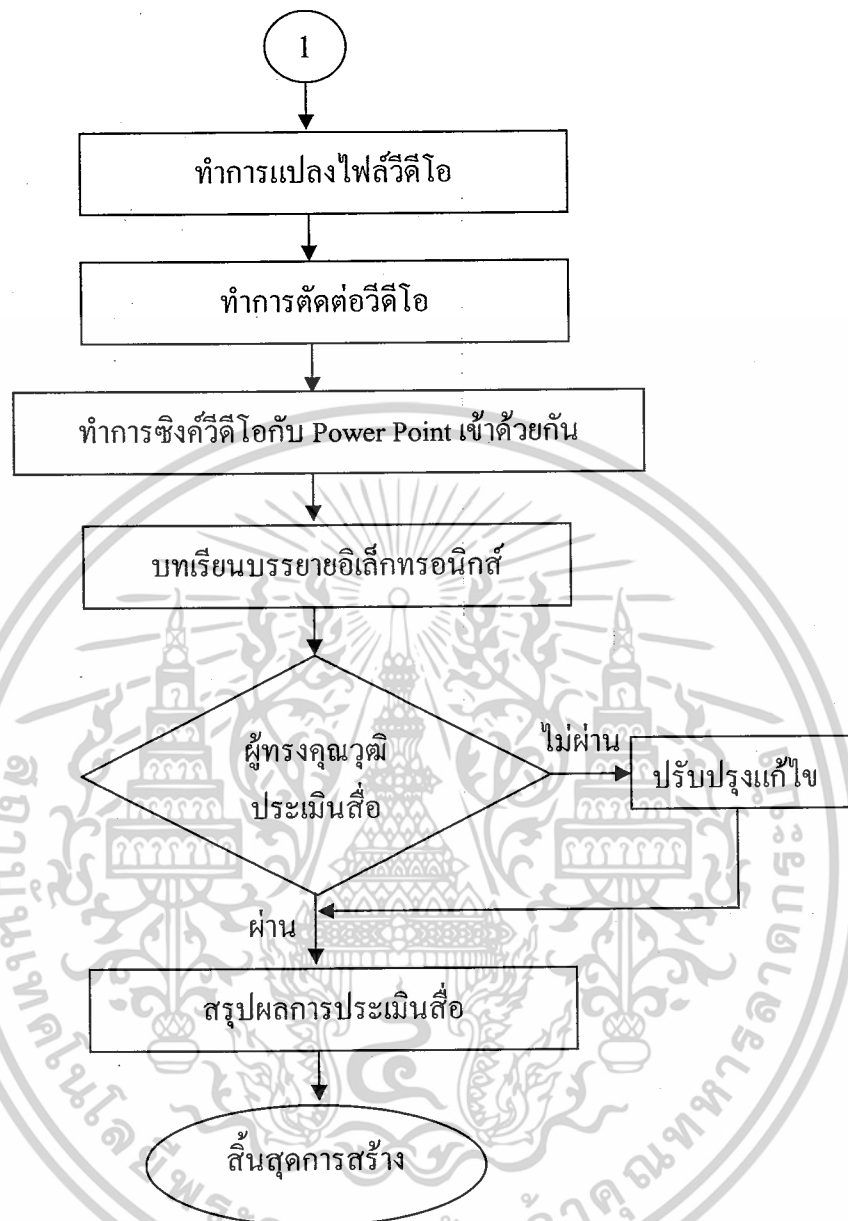 1
ทำการแปลงไฟล์วีดีโอ
ทำการตัดต่อวีดีโอ
ทำการซิงค์วีดีโอกับ Power Point เข้าด้วยกัน
บทเรียนบรรยายอิเล็กทรอนิกส์
ผู้ทรงคุณวุฒิ
ประเมินสื่อ
ไม่ผ่าน
ปรับปรุงแก้ไข
ผ่าน
สรุปผลการประเมินสื่อ
สิ้นสุดการสร้าง